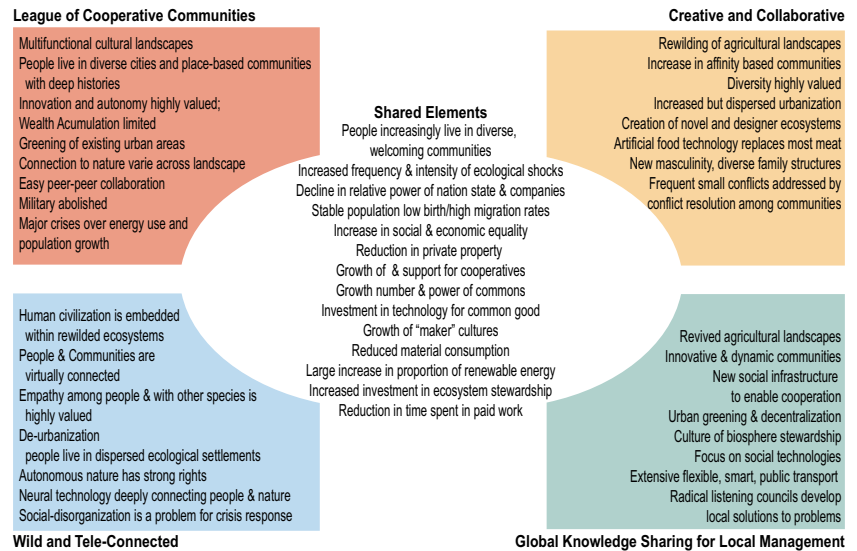 League of Cooperative Communities
Multifunctional cultural landscapes
People live in diverse cities and place-based communities
with deep histories
Innovation and autonomy highly valued;
Wealth Acumulation limited
Greening of existing urban areas
Connection to nature varie across landscape
Easy peer-peer collaboration
Military abolished
Major crises over energy use and
population growth
Creative and Collaborative
Rewilding of agricultural landscapes
Increase in affinity based communities
Diversity highly valued
Increased but dispersed urbanization
Creation of novel and designer ecosystems
Artificial food technology replaces most meat
New masculinity, diverse family structures
Frequent small conflicts addressed by
conflict resolution among communities
Shared Elements
People increasingly live in diverse,
welcoming communities
Increased frequency & intensity of ecological shocks
Decline in relative power of nation state & companies
Stable population low birth/high migration rates
Increase in social & economic equality
Reduction in private property
Growth of & support for cooperatives
Growth number & power of commons
Investment in technology for common good
Growth of “maker” cultures
Reduced material consumption
Large increase in proportion of renewable energy
Increased investment in ecosystem stewardship
Reduction in time spent in paid work
Human civilization is embedded
within rewilded ecosystems
People & Communities are
virtually connected
Empathy among people & with other species is
highly valued
De-urbanization
people live in dispersed ecological settlements
Autonomous nature has strong rights
Neural technology deeply connecting people & nature
Social-disorganization is a problem for crisis response
Wild and Tele-Connected
Revived agricultural landscapes
Innovative & dynamic communities
New social infrastructure
to enable cooperation
Urban greening & decentralization
Culture of biosphere stewardship
Focus on social technologies
Extensive flexible, smart, public transport
Radical listening councils develop
local solutions to problems
Global Knowledge Sharing for Local Management